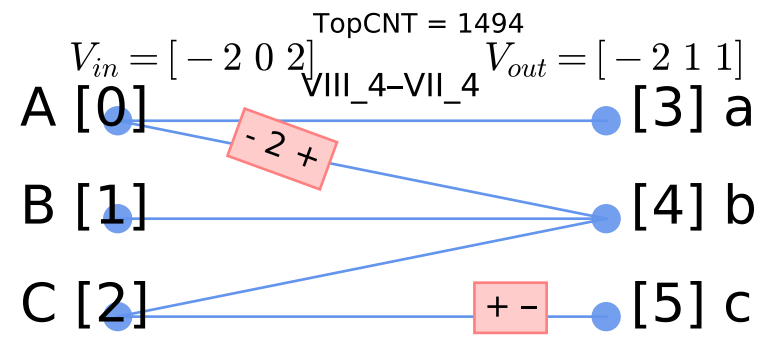 TopCNT = 1494
V_in = [ − 2 0 2]
V_out = [ − 2 1 1]
VIII_4–VII_4
A [0]
[3] a
- 2 +
B [1]
[4] b
C [2]
+ –
[5] c